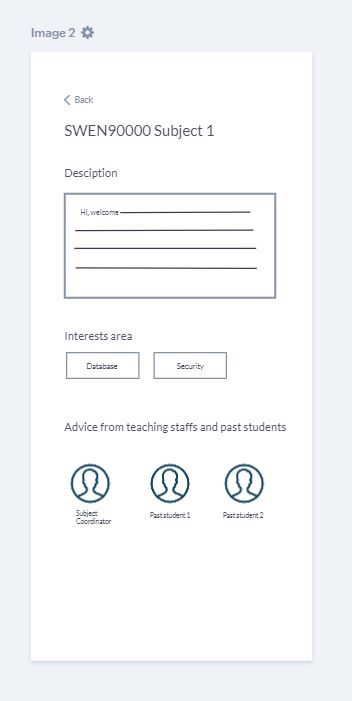 Image 2
Back
SWEN90000 Subject 1
Desciption
Hi, welcome
Interests area
Database
Security
Advice from teaching staffs and past students
Subject
Coordinator
Past student 1
Past student 2